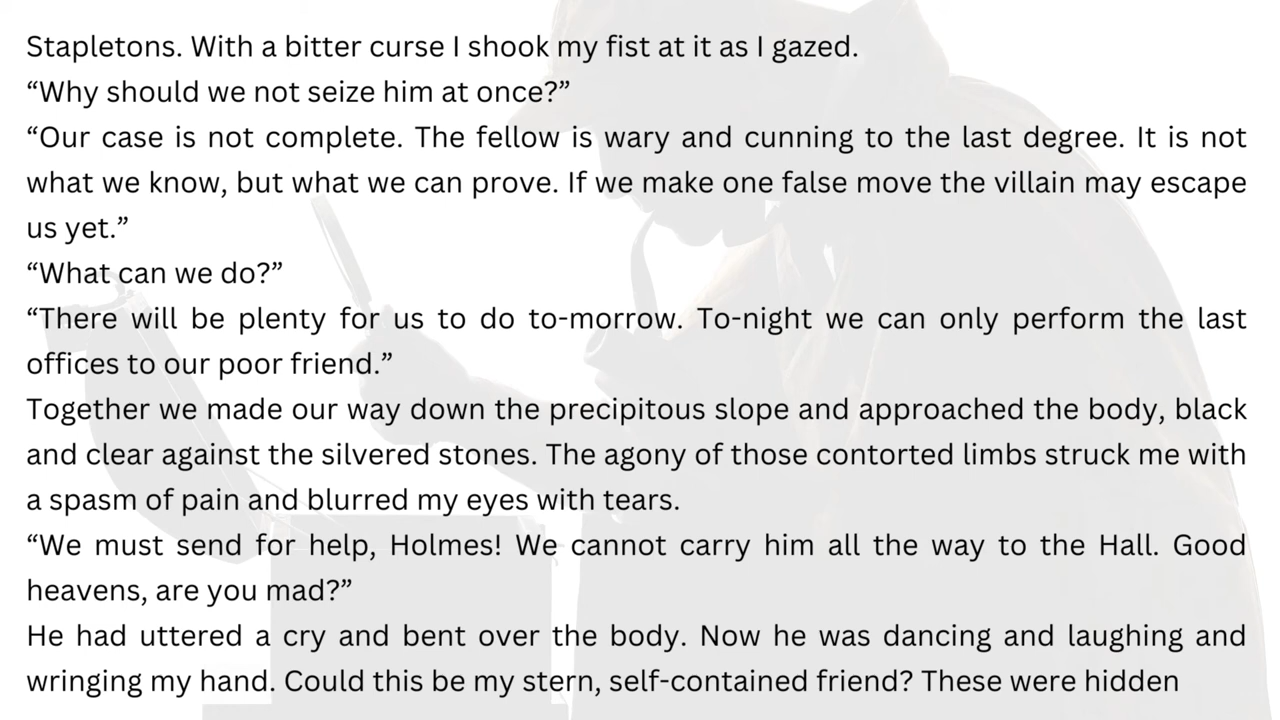 Stapletons. With a bitter curse I shook my fist at it as I gazed.
“Why should we not seize him at once?”
“Our case is not complete. The fellow is wary and cunning to the last degree. It is not
what we know, but what we can prove. If we make one false move the villain may escape
us yet.”
“What can we do?”
“There will be plenty for us to do to-morrow. To-night we can only perform the last
offices to our poor friend.”
Together we made our way down the precipitous slope and approached the body, black
and clear against the silvered stones. The agony of those contorted limbs struck me with
a spasm of pain and blurred my eyes with tears.
“We must send for help, Holmes! We cannot carry him all the way to the Hall. Good
heavens, are you mad?”
He had uttered a cry and bent over the body. Now he was dancing and laughing and
wringing my hand. Could this be my stern, self-contained friend? These were hidden